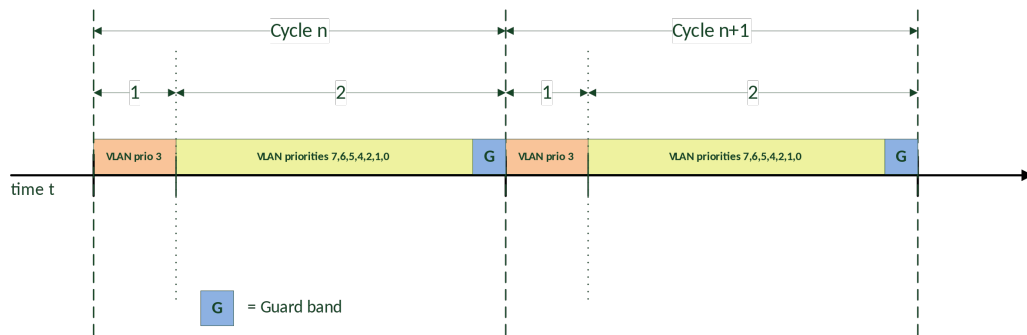 Cycle n
Cycle n+1
1
2
1
2
VLAN prio 3
VLAN priorities 7,6,5,4,2,1,0
G
VLAN prio 3
VLAN priorities 7,6,5,4,2,1,0
G
time t
G = Guard band